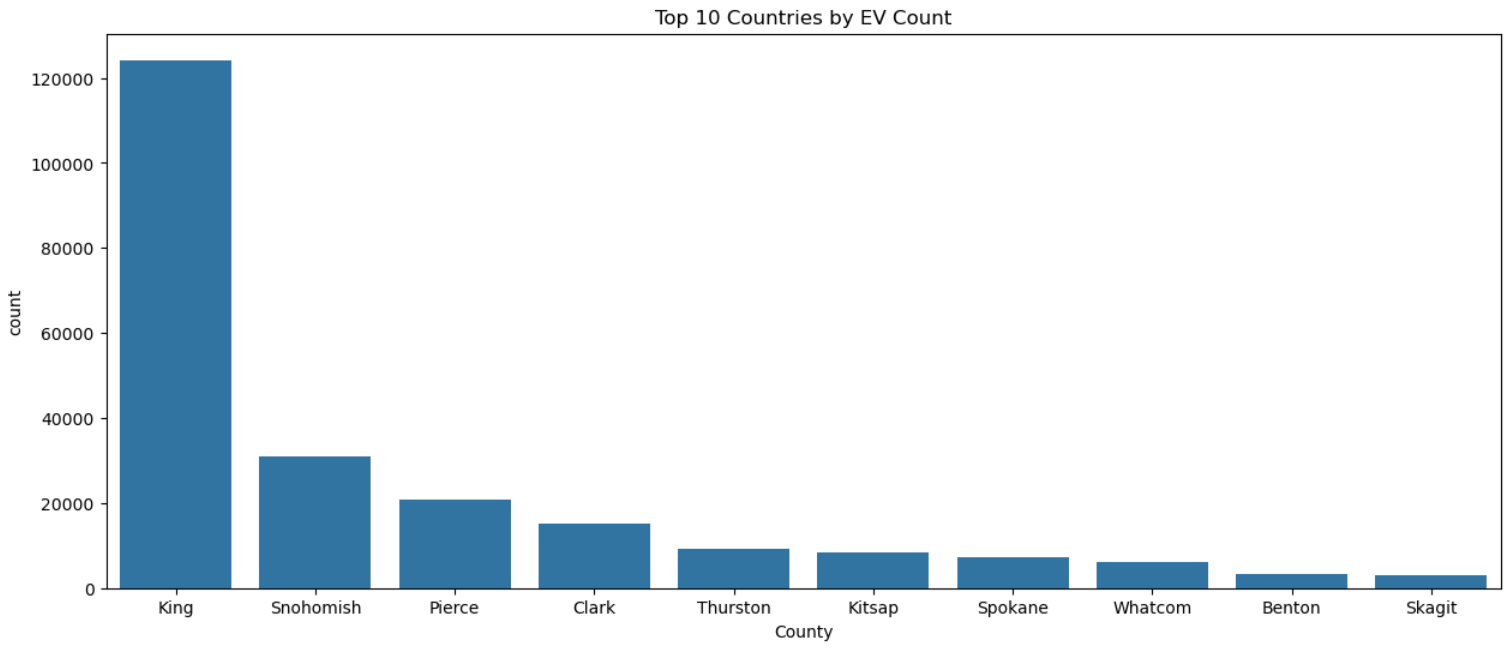 Top 10 Countries by EV Count
120000
100000
80000
60000
40000
20000
0
count
King Snohomish Pierce Clark Thurston Kitsap Spokane Whatcom Benton Skagit
County